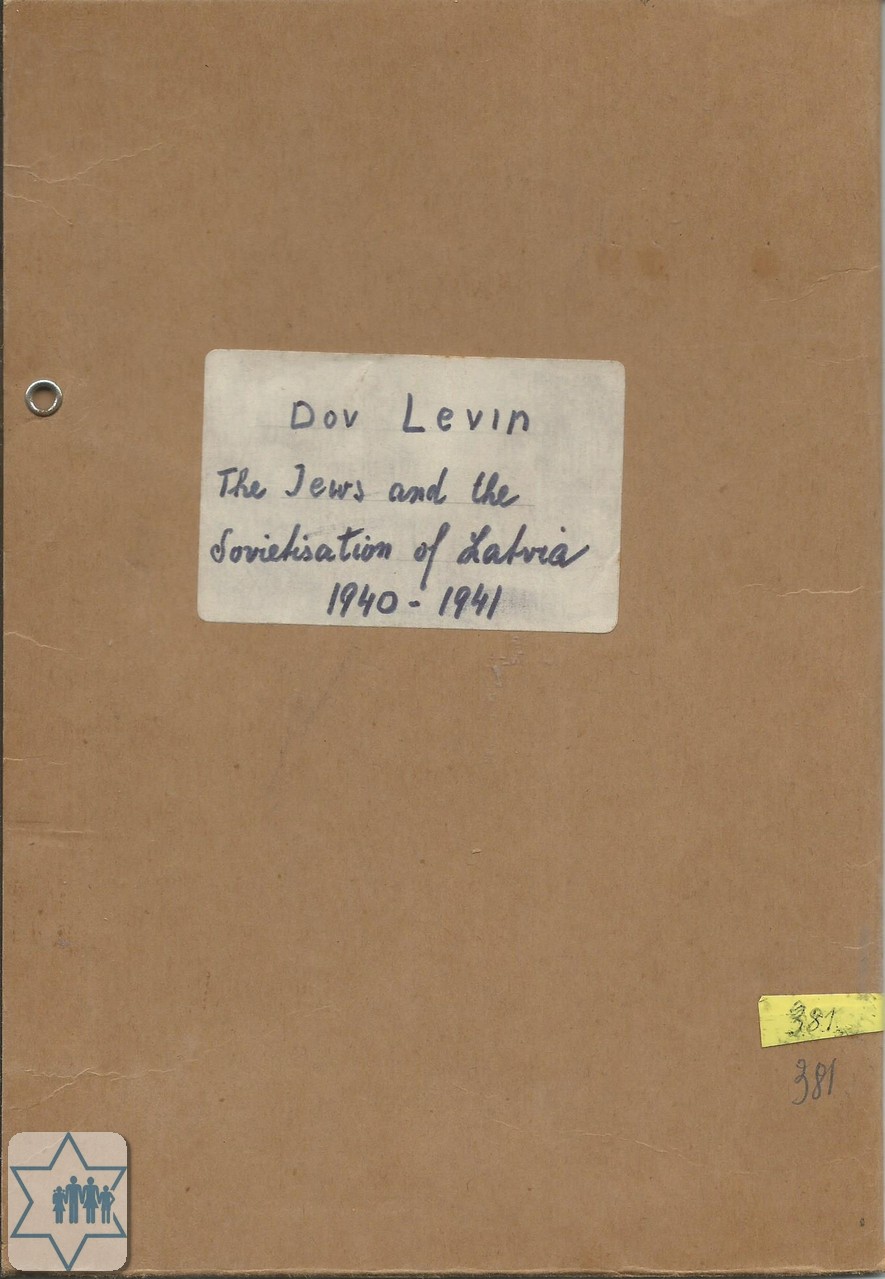 Dov Levin
The Jews and the
Sovietisation of Latvia
1940 - 1941
381
381